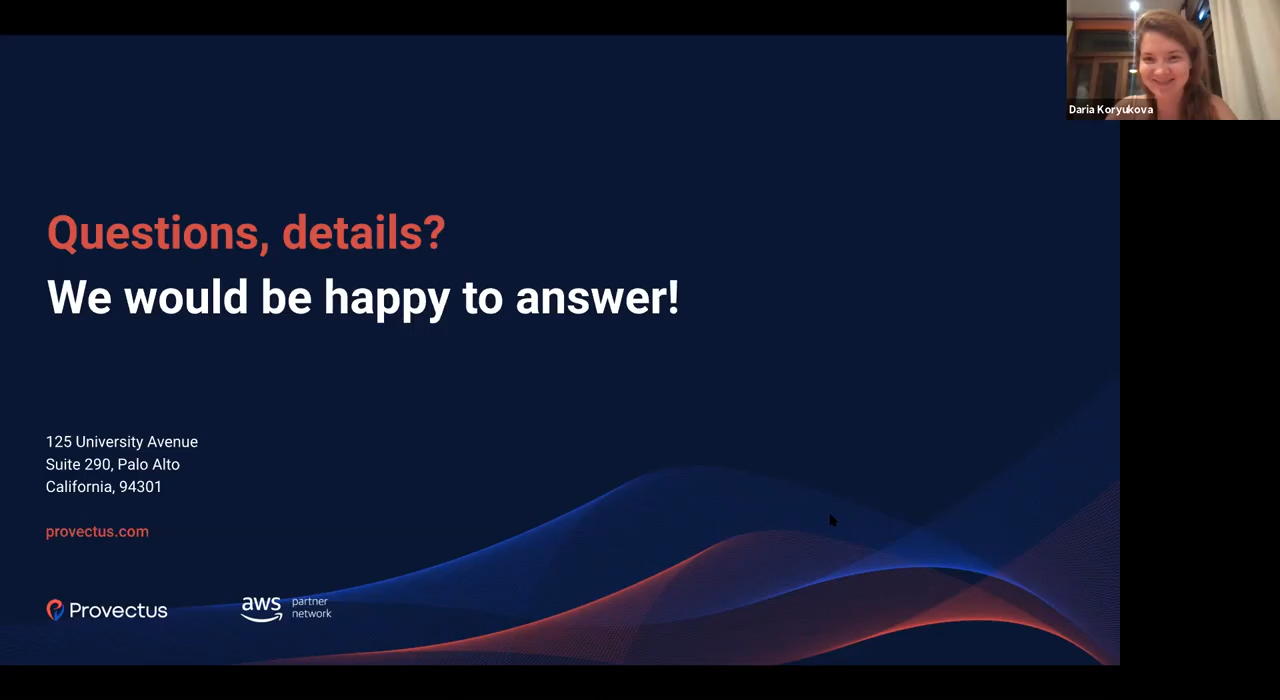 Daria Koryukova
Questions, details?
We would be happy to answer!
125 University Avenue
Suite 290, Palo Alto
California, 94301
provectus.com
Provectus
aws
partner
network